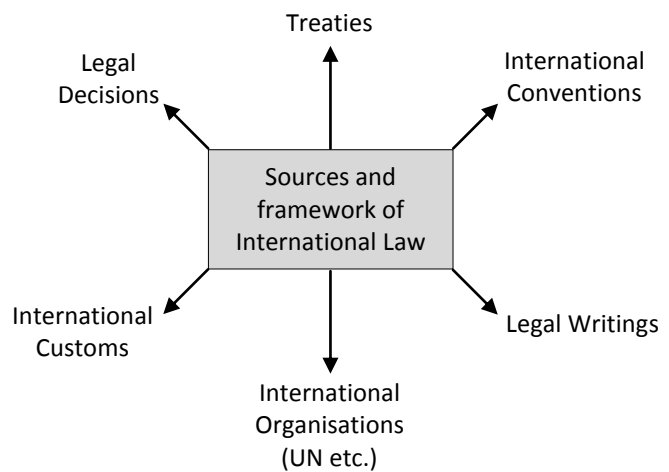 Treaties
Legal
Decisions
International
Conventions
Sources and
framework of
International Law
International
Customs
Legal Writings
International
Organisations
(UN etc.)